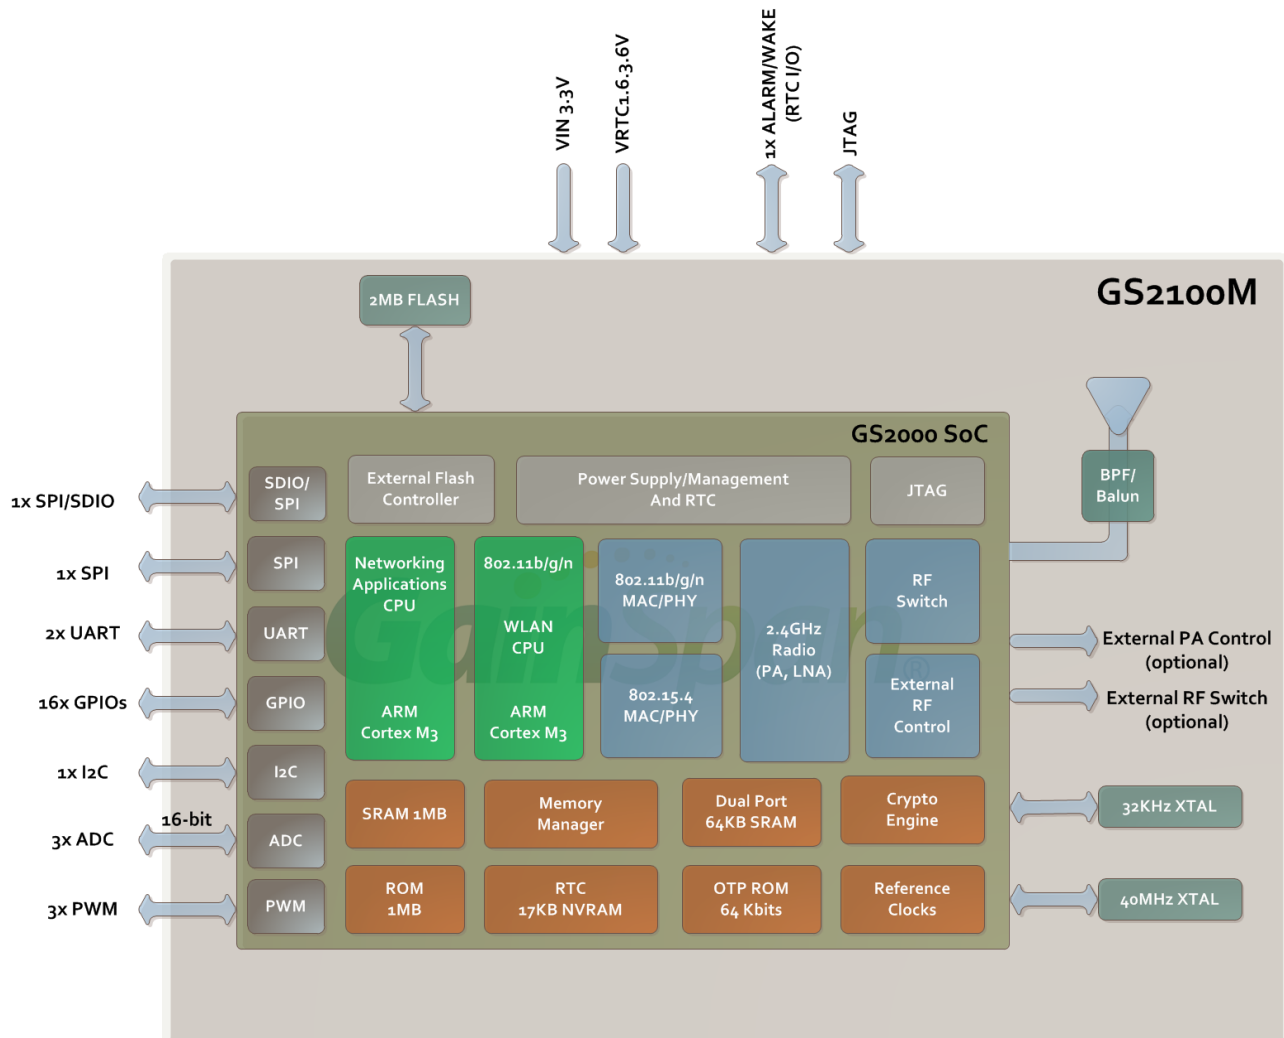 VIN 3.3V
VRTC1.6.3.6V
1x ALARM/WAKE
(RTC I/O)
JTAG
GS2100M
2MB FLASH
GS2000 SoC
BPF/
Balun
1x SPI/SDIO
1x SPI
2x UART
16x GPIOs
1x I2C
16-bit
3x ADC
3x PWM
SDIO/
SPI
SPI
UART
GPIO
I2C
ADC
PWM
External Flash
Controller
Power Supply/Management
And RTC
JTAG
Networking
Applications
CPU
ARM
Cortex M3
802.11b/g/n
WLAN
CPU
ARM
Cortex M3
802.11b/g/n
MAC/PHY
802.15.4
MAC/PHY
2.4GHz
Radio
(PA, LNA)
RF
Switch
External
RF
Control
GainSpan®
SRAM 1MB
Memory
Manager
Dual Port
64KB SRAM
Crypto
Engine
ROM
1MB
RTC
17KB NVRAM
OTP ROM
64 Kbits
Reference
Clocks
External PA Control
(optional)
External RF Switch
(optional)
32KHz XTAL
40MHz XTAL